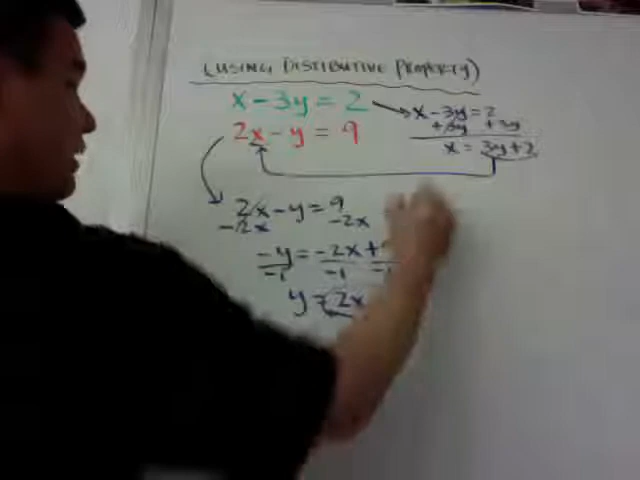 (USING DISTRIBUTIVE PROPERTY)
x - 3y = 2
2x - y = 9
x - 3y = 2
+3y +3y
x = 3y + 2
2x - y = 9
-2x -2x
-y = -2x +
-1 -1 -1
y = 2x